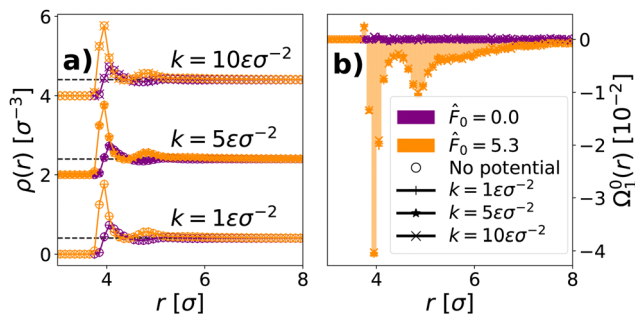 a)
k = 10εσ⁻²
k = 5εσ⁻²
k = 1εσ⁻²
6
4
2
0
ρ(r) [σ⁻³]
4 6 8
r [σ]
b)
F̂₀ = 0.0
F̂₀ = 5.3
No potential
k = 1εσ⁻²
k = 5εσ⁻²
k = 10εσ⁻²
0
−1
−2
−3
−4
Ω₁⁰(r) [10⁻²]
4 6 8
r [σ]